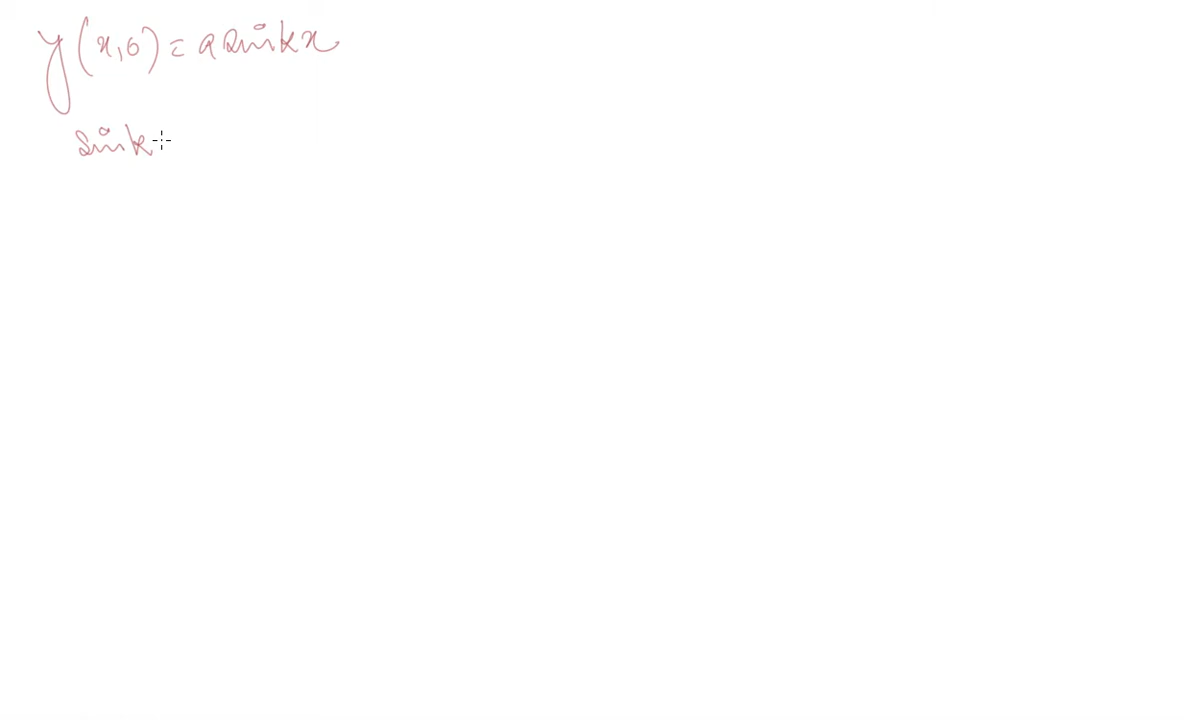 y(x,0) = a sin kx
sin k